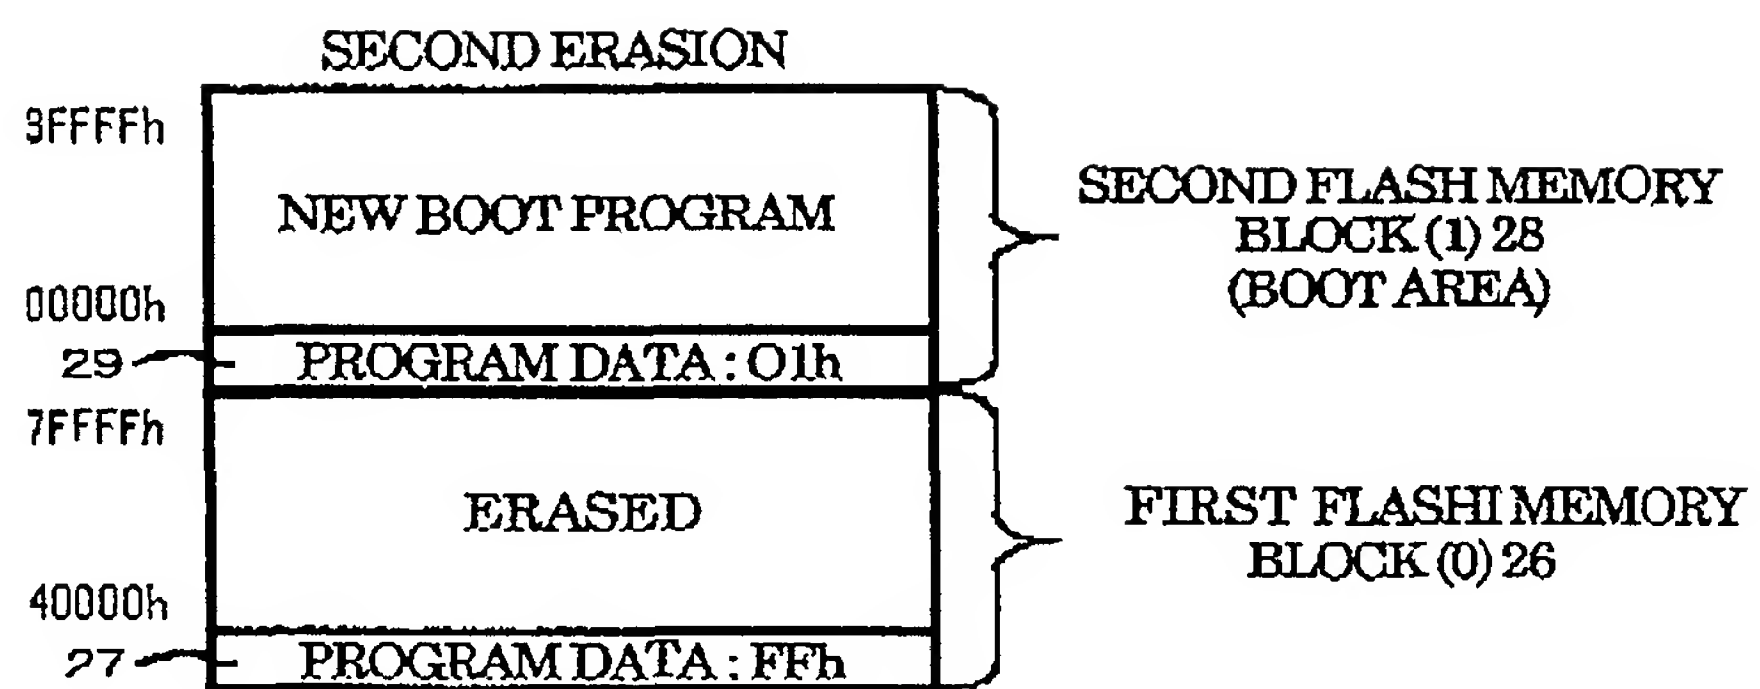 SECOND ERASION
3FFFFh
NEW BOOT PROGRAM
00000h
29
PROGRAM DATA : 01h
SECOND FLASH MEMORY
BLOCK (1) 28
(BOOT AREA)
7FFFFh
ERASED
40000h
27
PROGRAM DATA : FFh
FIRST FLASHI MEMORY
BLOCK (0) 26